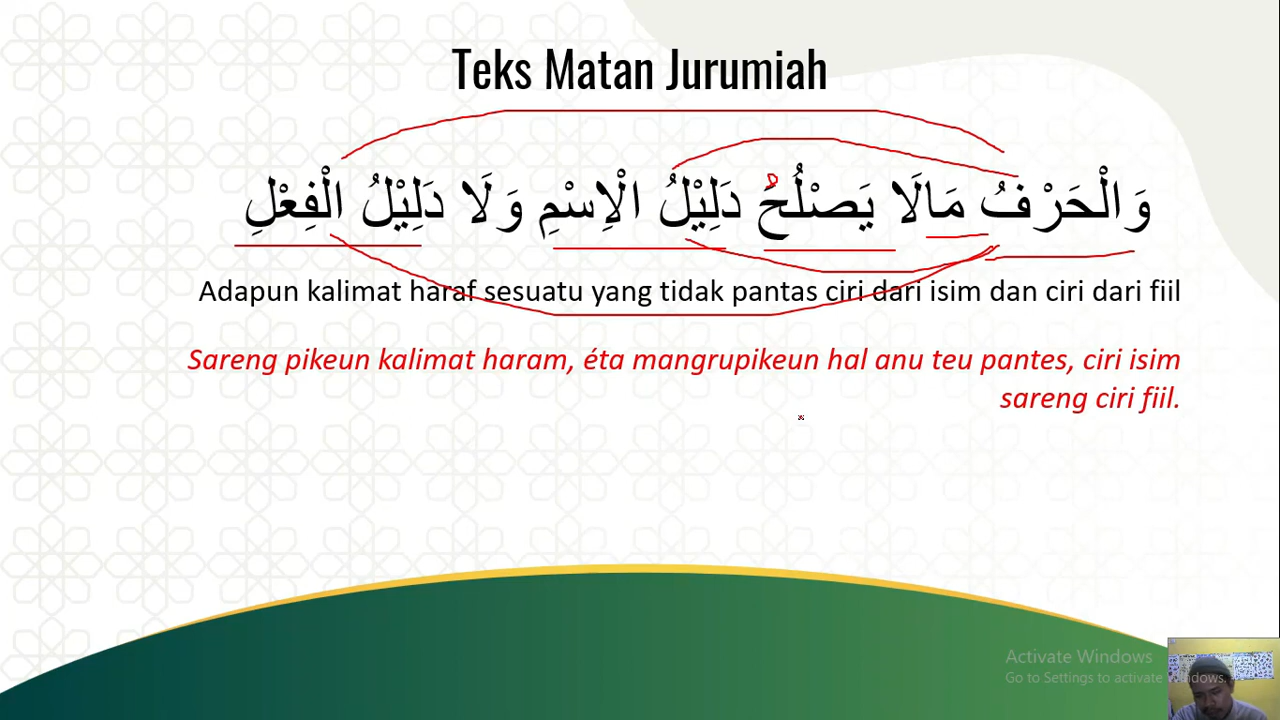 Teks Matan Jurumiah
وَالْحَرْفُ مَالَا يَصْلُحُ دَلِيْلُ الْاِسْمِ وَلَا دَلِيْلُ الْفِعْلِ
Adapun kalimat haraf sesuatu yang tidak pantas ciri dari isim dan ciri dari fiil
Sareng pikeun kalimat haram, éta mangrupikeun hal anu teu pantes, ciri isim
sareng ciri fiil.
Activate Windows
Go to Settings to activate Windows.